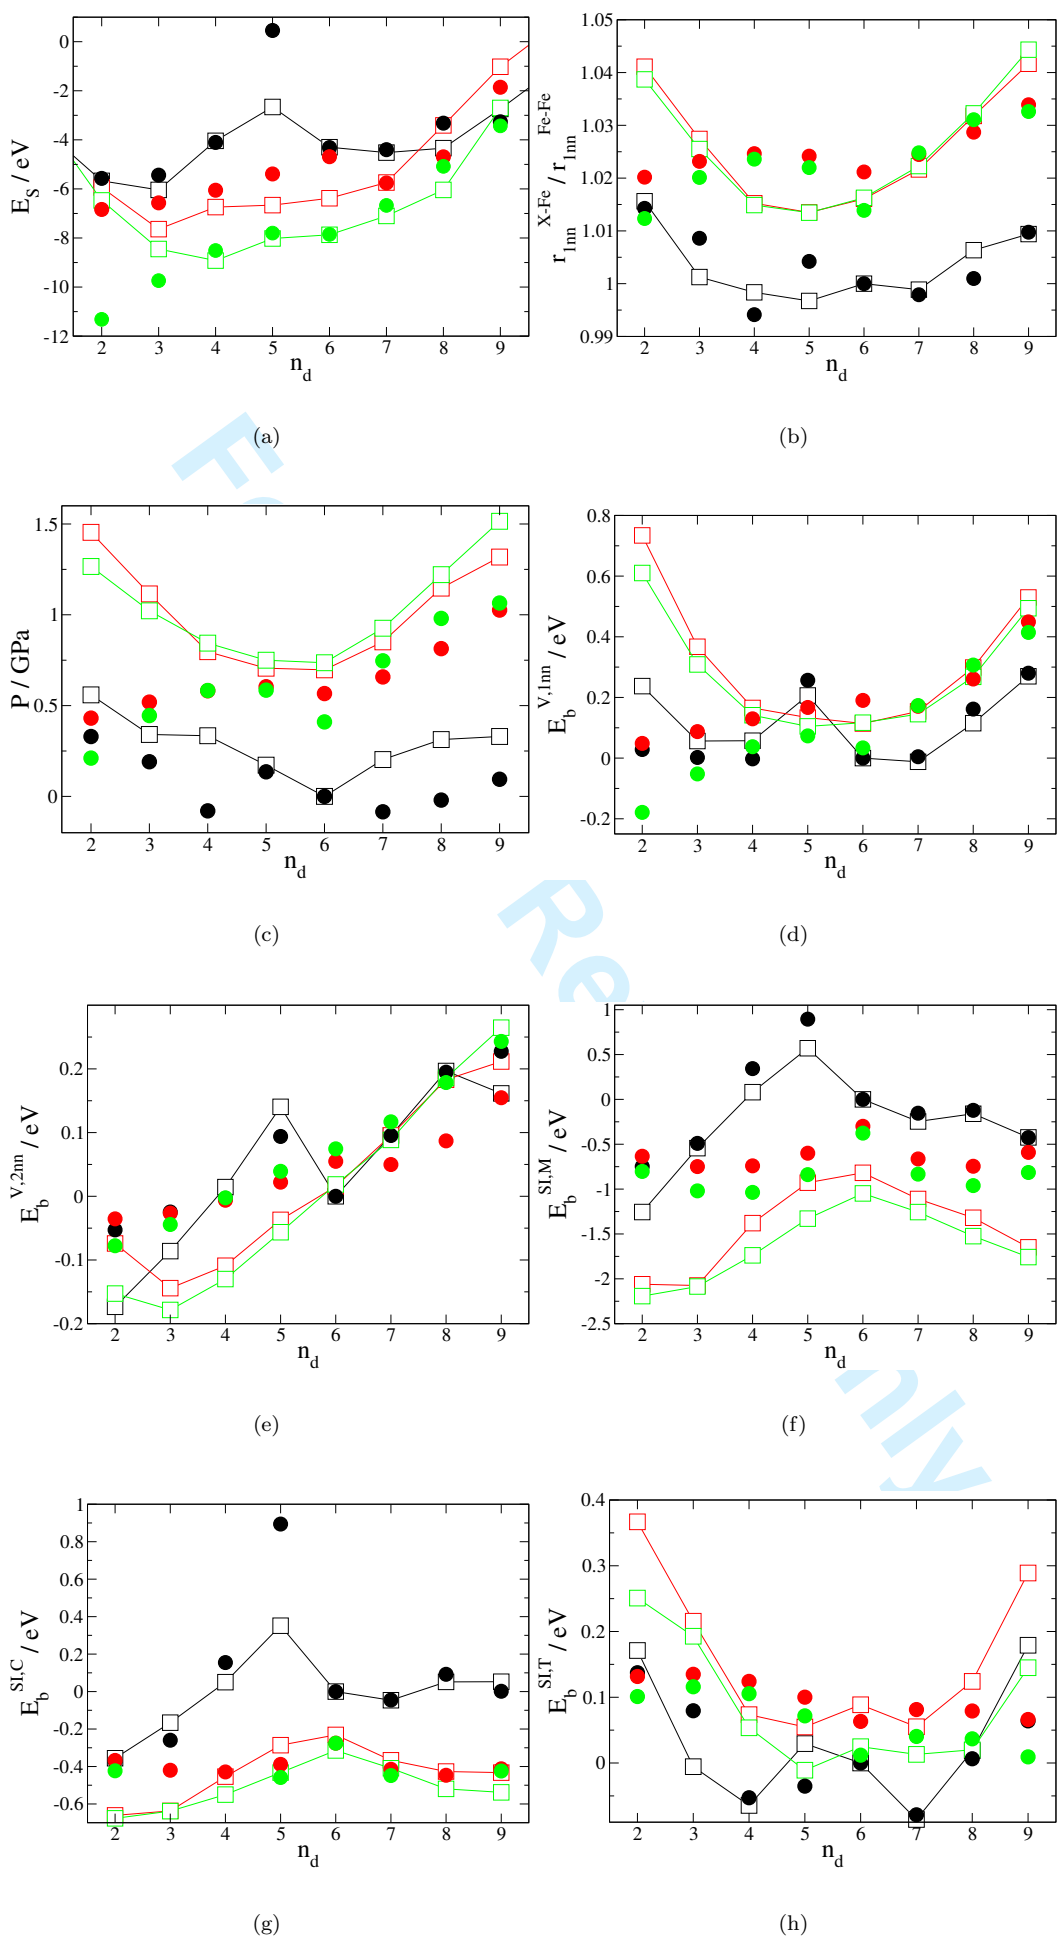 0
-2
-4
-6
-8
-10
-12
2 3 4 5 6 7 8 9
E_S / eV
n_d
(a)
1.05
1.04
1.03
1.02
1.01
1
0.99
2 3 4 5 6 7 8 9
r_1nn^X-Fe / r_1nn^Fe-Fe
n_d
(b)
1.5
1
0.5
0
2 3 4 5 6 7 8 9
P / GPa
n_d
(c)
0.8
0.6
0.4
0.2
0
-0.2
2 3 4 5 6 7 8 9
E_b^V,1nn / eV
n_d
(d)
0.2
0.1
0
-0.1
-0.2
2 3 4 5 6 7 8 9
E_b^V,2nn / eV
n_d
(e)
1
0.5
0
-0.5
-1
-1.5
-2
-2.5
2 3 4 5 6 7 8 9
E_b^SI,M / eV
n_d
(f)
1
0.8
0.6
0.4
0.2
0
-0.2
-0.4
-0.6
2 3 4 5 6 7 8 9
E_b^SI,C / eV
n_d
(g)
0.4
0.3
0.2
0.1
0
2 3 4 5 6 7 8 9
E_b^SI,T / eV
n_d
(h)